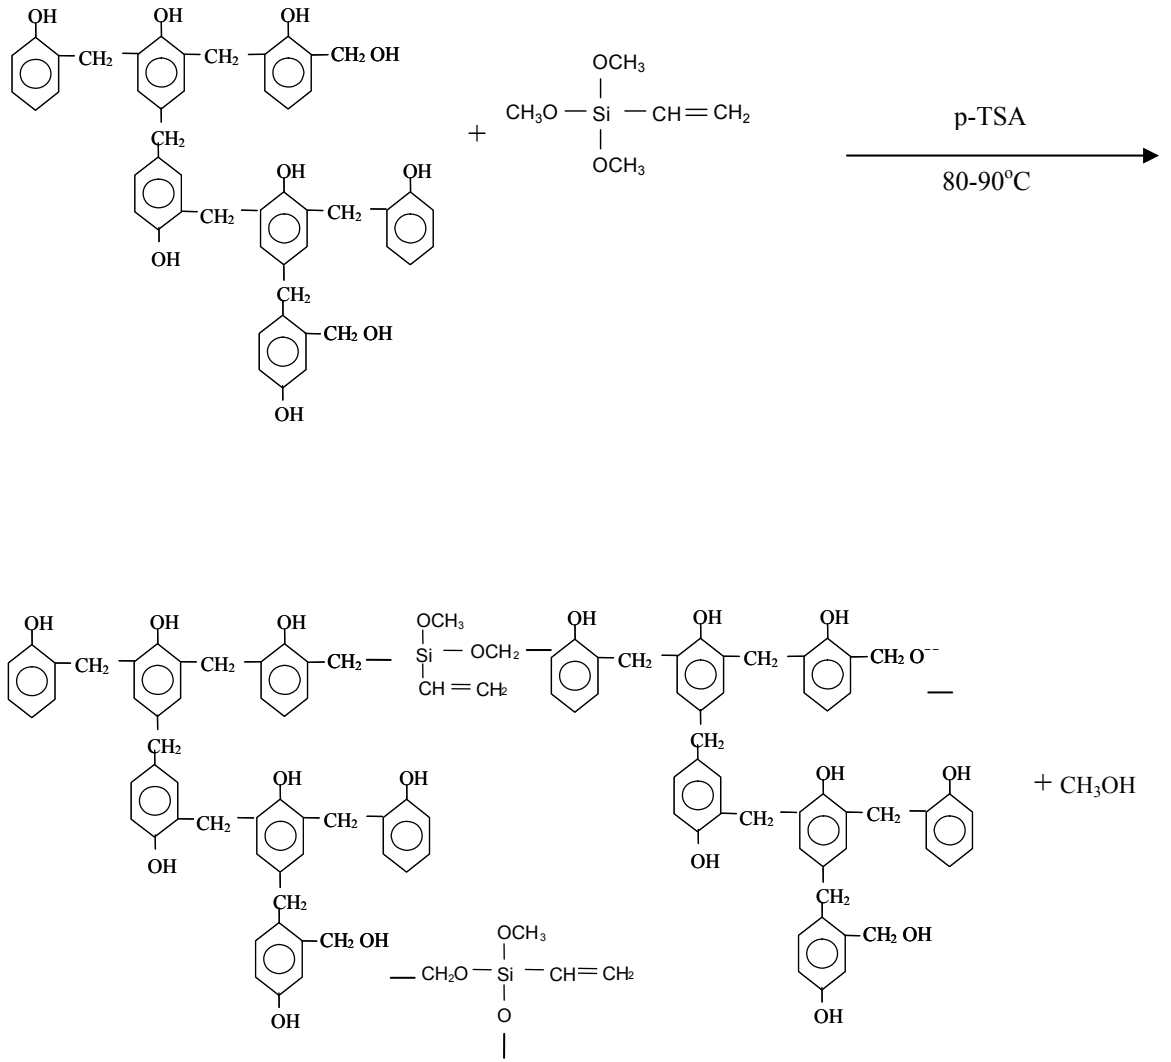 OH OH OH
CH₂ CH₂ CH₂ OH
OCH₃
CH₃O Si CH CH₂
OCH₃
+
p-TSA
80-90°C
CH₂
OH OH
CH₂ CH₂
OH
CH₂
CH₂ OH
OH
OH OH OH
CH₂ CH₂ CH₂
OCH₃
Si OCH₂
CH CH₂
OH OH OH
CH₂ CH₂ CH₂ O--
CH₂
OH OH
CH₂ CH₂
OH
CH₂
CH₂ OH
OH
CH₂
OH OH
CH₂ CH₂
OH
CH₂
CH₂ OH
OH
+ CH₃OH
OCH₃
CH₂O Si CH CH₂
O